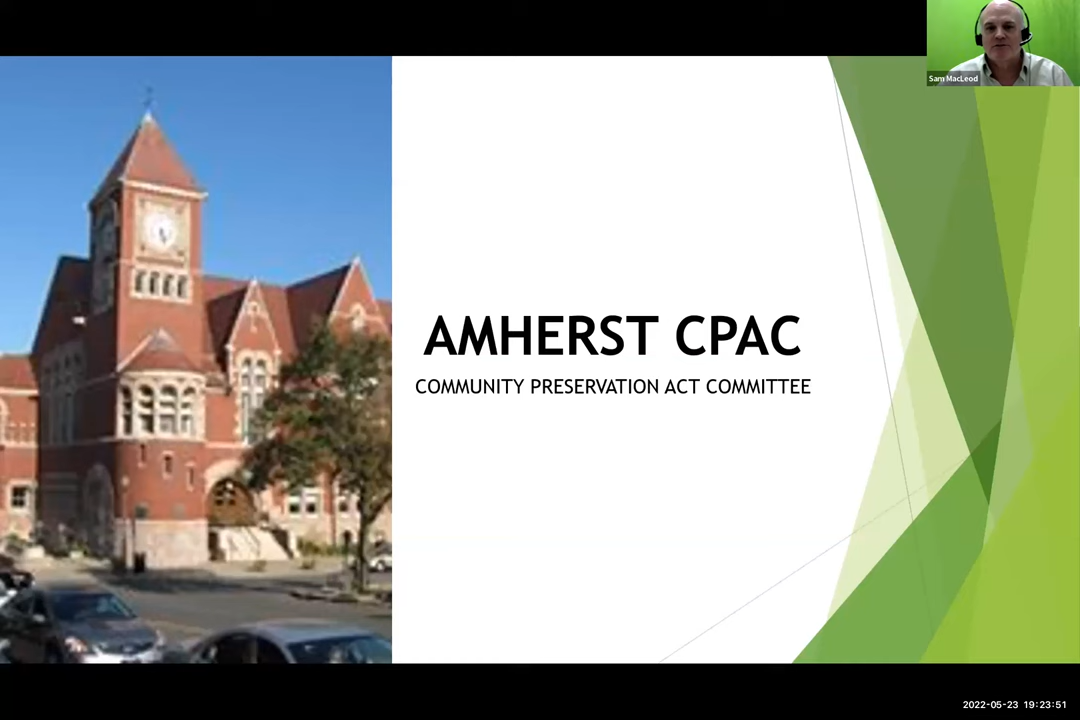 Sam MacLeod
AMHERST CPAC
COMMUNITY PRESERVATION ACT COMMITTEE
2022-05-23 19:23:51